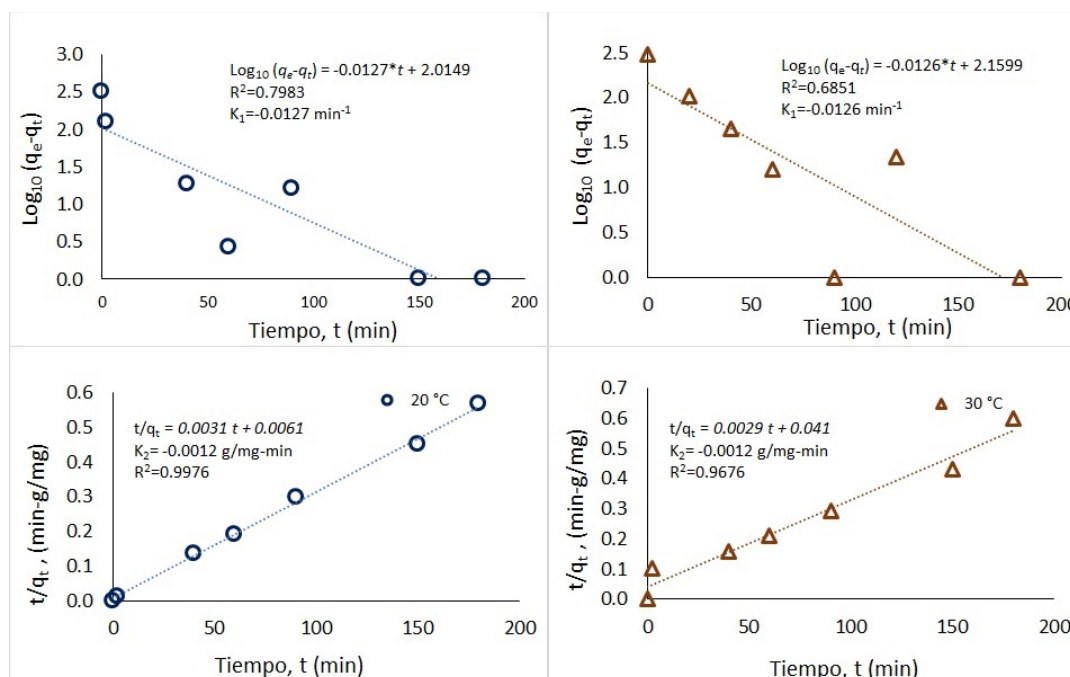 3.0
2.5
2.0
1.5
1.0
0.5
0.0
Log₁₀ (qₑ-qₜ)
Log₁₀ (qₑ-qₜ) = -0.0127*t + 2.0149
R²=0.7983
K₁=-0.0127 min⁻¹
0 50 100 150 200
Tiempo, t (min)
2.5
2.0
1.5
1.0
0.5
0.0
Log₁₀ (qₑ-qₜ)
Log₁₀ (qₑ-qₜ) = -0.0126*t + 2.1599
R²=0.6851
K₁=-0.0126 min⁻¹
0 50 100 150 200
Tiempo, t (min)
0.6
0.5
0.4
0.3
0.2
0.1
0.0
t/qₜ , (min-g/mg)
20 °C
t/qₜ = 0.0031 t + 0.0061
K₂= -0.0012 g/mg-min
R²=0.9976
0 50 100 150 200
Tiempo, t (min)
0.7
0.6
0.5
0.4
0.3
0.2
0.1
0.0
t/qₜ , (min-g/mg)
30 °C
t/qₜ = 0.0029 t + 0.041
K₂= -0.0012 g/mg-min
R²=0.9676
0 50 100 150 200
Tiempo, t (min)